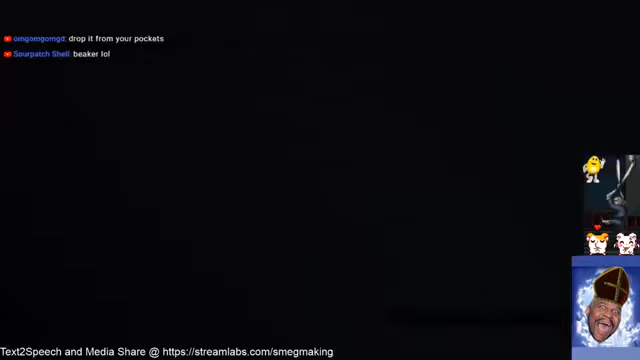 omgomgomgd: drop it from your pockets
Sourpatch Shell: beaker lol
Text2Speech and Media Share @ https://streamlabs.com/smegmaking